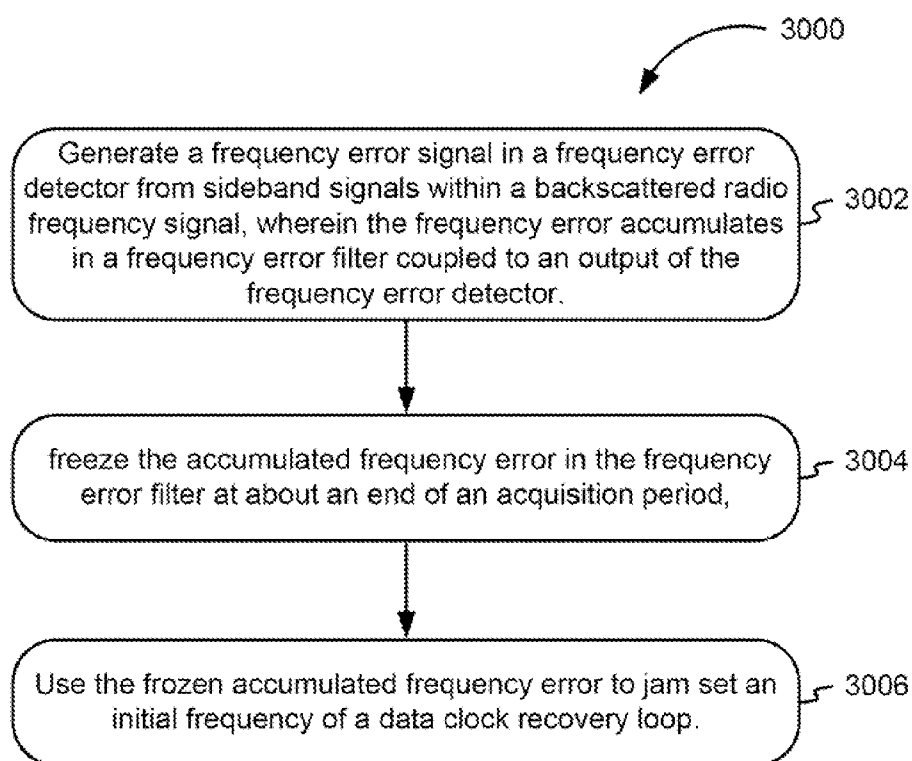 3000
Generate a frequency error signal in a frequency error
detector from sideband signals within a backscattered radio
frequency signal, wherein the frequency error accumulates
in a frequency error filter coupled to an output of the
frequency error detector.
3002
freeze the accumulated frequency error in the frequency
error filter at about an end of an acquisition period,
3004
Use the frozen accumulated frequency error to jam set an
initial frequency of a data clock recovery loop.
3006